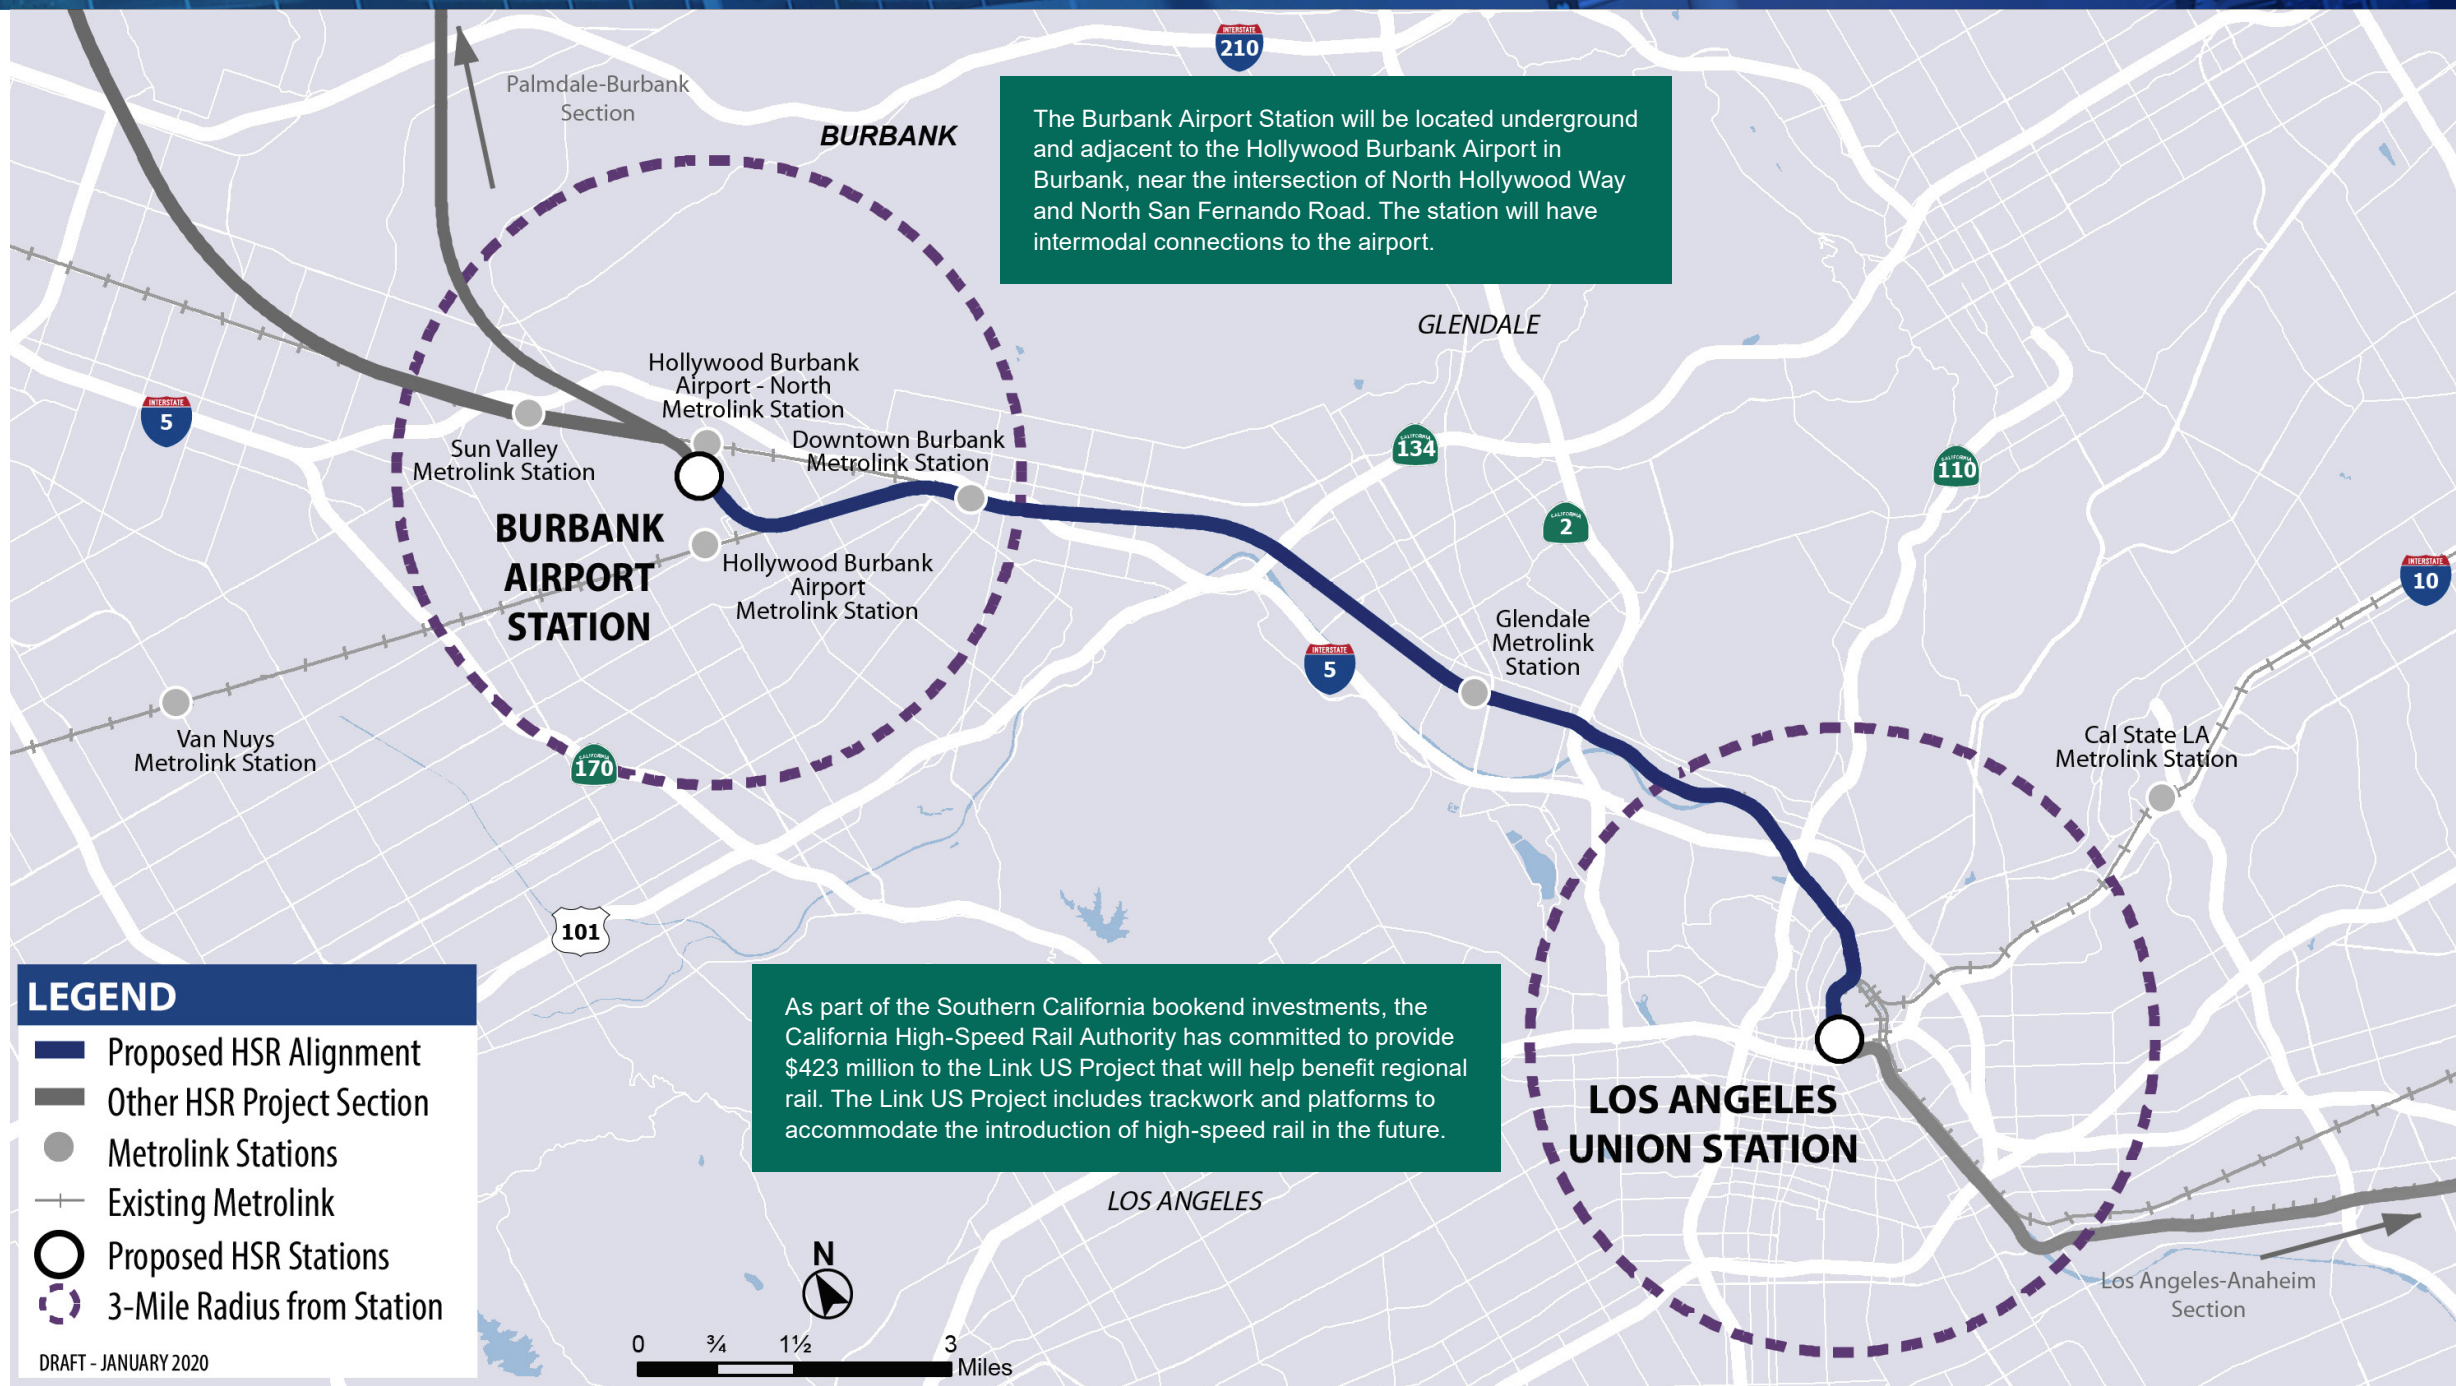 INTERSTATE
210
Palmdale-Burbank
Section
BURBANK
The Burbank Airport Station will be located underground
and adjacent to the Hollywood Burbank Airport in
Burbank, near the intersection of North Hollywood Way
and North San Fernando Road. The station will have
intermodal connections to the airport.
GLENDALE
Hollywood Burbank
Airport - North
Metrolink Station
INTERSTATE
5
Sun Valley
Metrolink Station
Downtown Burbank
Metrolink Station
CALIFORNIA
134
CALIFORNIA
110
BURBANK
AIRPORT
STATION
CALIFORNIA
2
Hollywood Burbank
Airport
Metrolink Station
INTERSTATE
10
Glendale
Metrolink
Station
INTERSTATE
5
Van Nuys
Metrolink Station
CALIFORNIA
170
Cal State LA
Metrolink Station
101
As part of the Southern California bookend investments, the
California High-Speed Rail Authority has committed to provide
$423 million to the Link US Project that will help benefit regional
rail. The Link US Project includes trackwork and platforms to
accommodate the introduction of high-speed rail in the future.
LOS ANGELES
UNION STATION
LOS ANGELES
Los Angeles-Anaheim
Section
LEGEND
Proposed HSR Alignment
Other HSR Project Section
Metrolink Stations
Existing Metrolink
Proposed HSR Stations
3-Mile Radius from Station
DRAFT - JANUARY 2020
N
0 ¾ 1½ 3
Miles